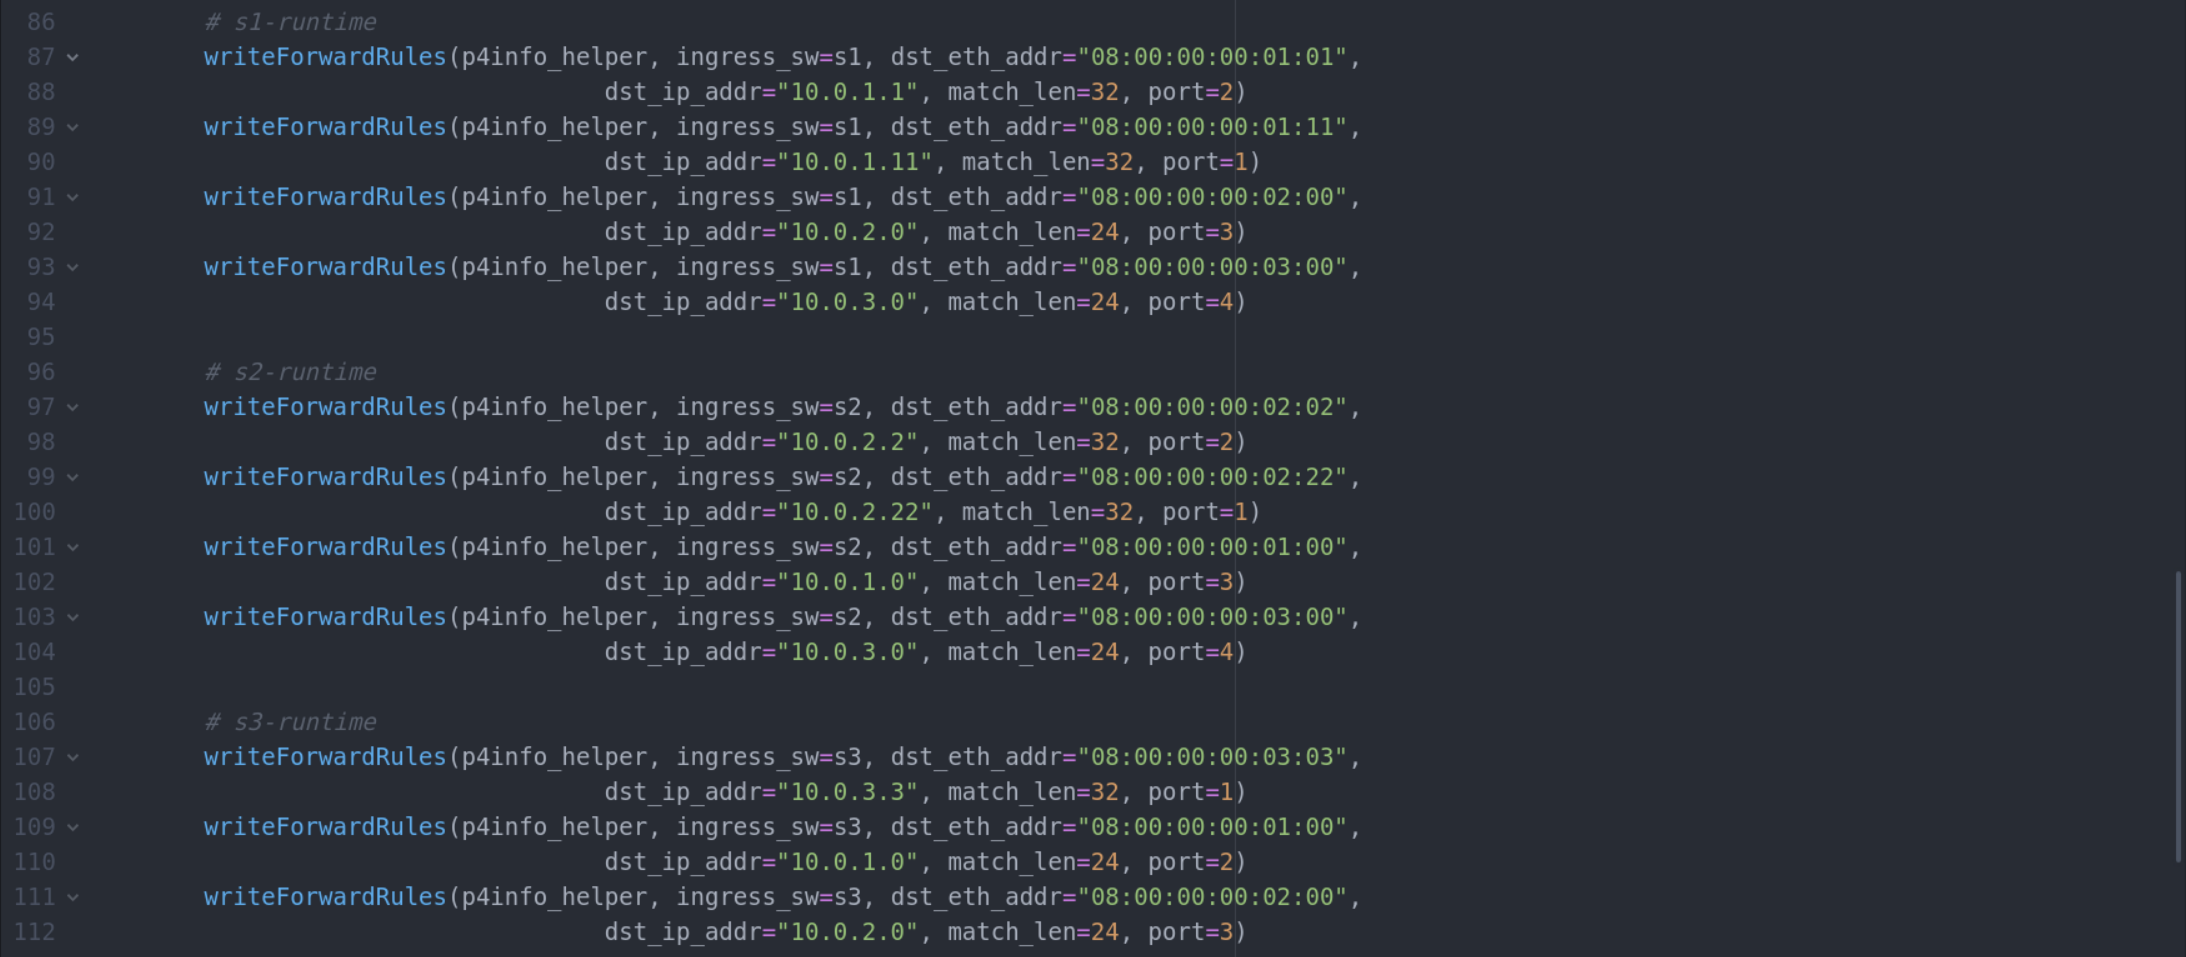 86 # s1-runtime
87 writeForwardRules(p4info_helper, ingress_sw=s1, dst_eth_addr="08:00:00:00:01:01",
88 dst_ip_addr="10.0.1.1", match_len=32, port=2)
89 writeForwardRules(p4info_helper, ingress_sw=s1, dst_eth_addr="08:00:00:00:01:11",
90 dst_ip_addr="10.0.1.11", match_len=32, port=1)
91 writeForwardRules(p4info_helper, ingress_sw=s1, dst_eth_addr="08:00:00:00:02:00",
92 dst_ip_addr="10.0.2.0", match_len=24, port=3)
93 writeForwardRules(p4info_helper, ingress_sw=s1, dst_eth_addr="08:00:00:00:03:00",
94 dst_ip_addr="10.0.3.0", match_len=24, port=4)
95
96 # s2-runtime
97 writeForwardRules(p4info_helper, ingress_sw=s2, dst_eth_addr="08:00:00:00:02:02",
98 dst_ip_addr="10.0.2.2", match_len=32, port=2)
99 writeForwardRules(p4info_helper, ingress_sw=s2, dst_eth_addr="08:00:00:00:02:22",
100 dst_ip_addr="10.0.2.22", match_len=32, port=1)
101 writeForwardRules(p4info_helper, ingress_sw=s2, dst_eth_addr="08:00:00:00:01:00",
102 dst_ip_addr="10.0.1.0", match_len=24, port=3)
103 writeForwardRules(p4info_helper, ingress_sw=s2, dst_eth_addr="08:00:00:00:03:00",
104 dst_ip_addr="10.0.3.0", match_len=24, port=4)
105
106 # s3-runtime
107 writeForwardRules(p4info_helper, ingress_sw=s3, dst_eth_addr="08:00:00:00:03:03",
108 dst_ip_addr="10.0.3.3", match_len=32, port=1)
109 writeForwardRules(p4info_helper, ingress_sw=s3, dst_eth_addr="08:00:00:00:01:00",
110 dst_ip_addr="10.0.1.0", match_len=24, port=2)
111 writeForwardRules(p4info_helper, ingress_sw=s3, dst_eth_addr="08:00:00:00:02:00",
112 dst_ip_addr="10.0.2.0", match_len=24, port=3)